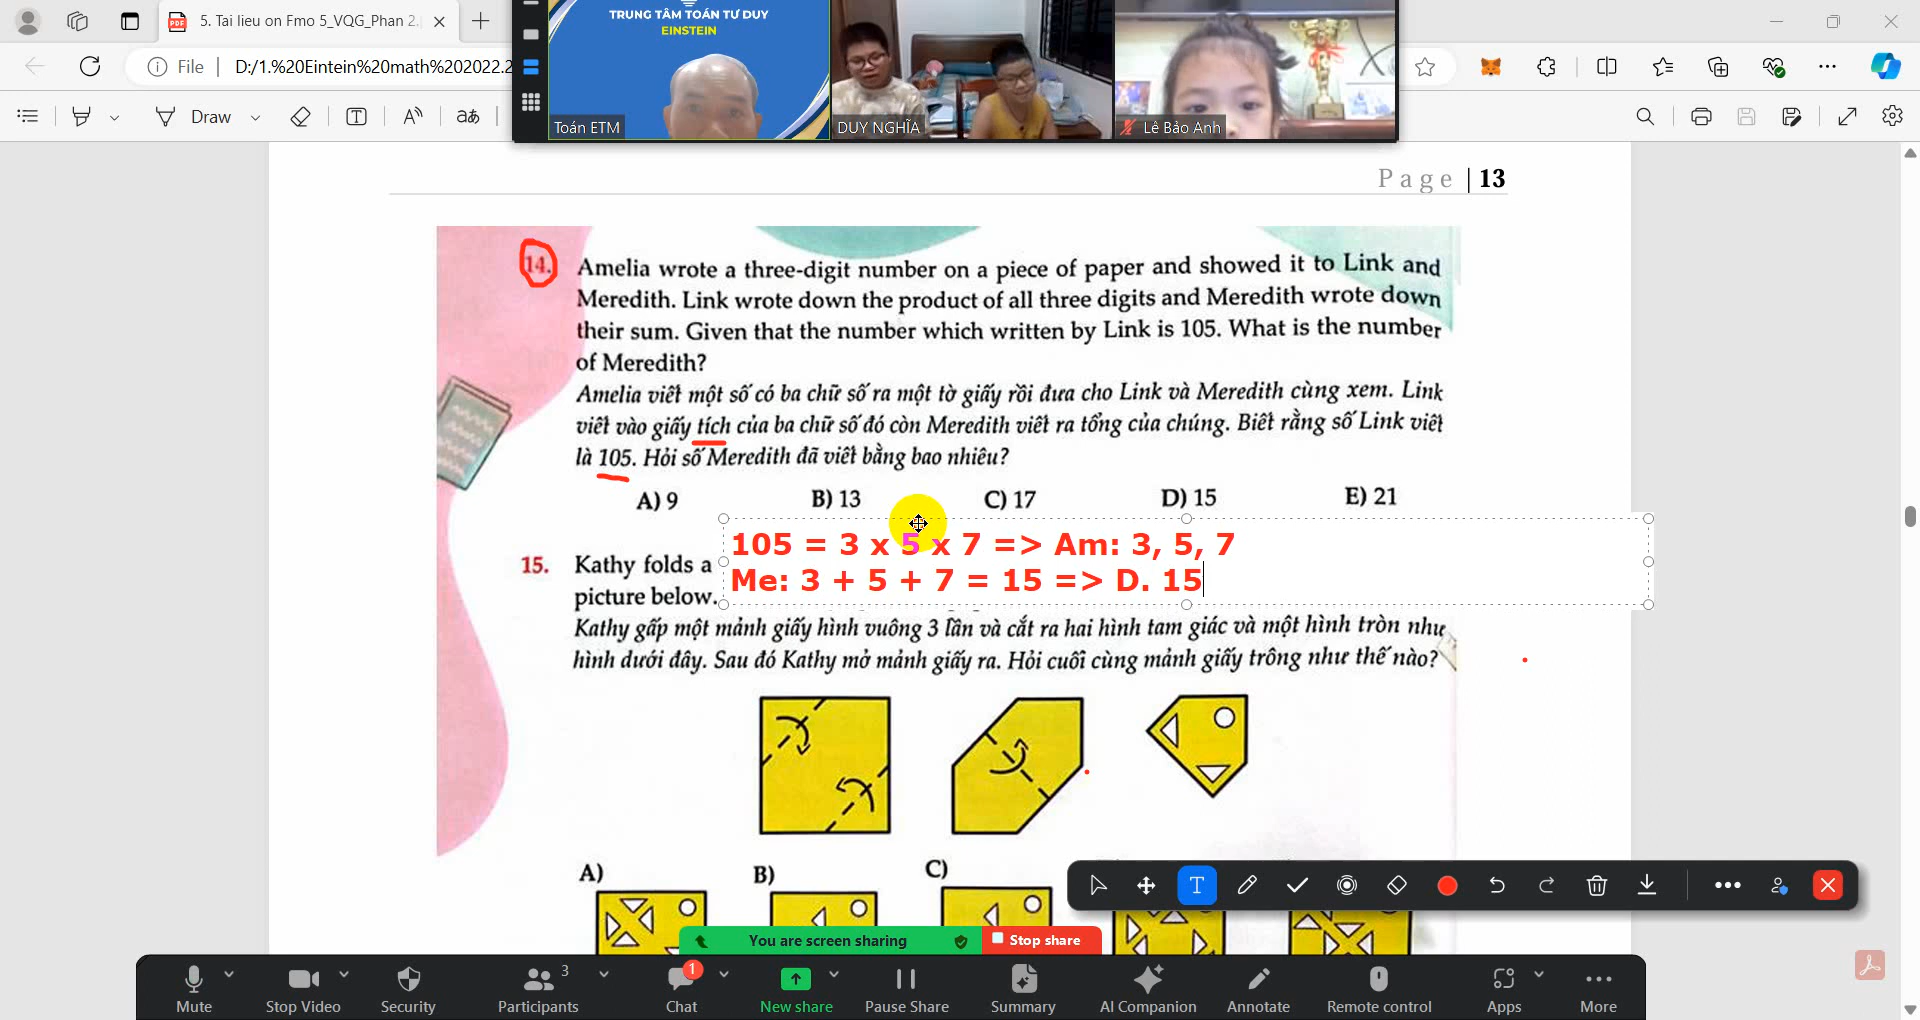 5. Tai lieu on Fmo 5_VQG_Phan 2.
File
D:/1.%20Eintein%20math%202022.2
Draw
TRUNG TÂM TOÁN TƯ DUY
EINSTEIN
Toán ETM
DUY NGHĨA
Lê Bảo Anh
Page | 13
14. Amelia wrote a three-digit number on a piece of paper and showed it to Link and
Meredith. Link wrote down the product of all three digits and Meredith wrote down
their sum. Given that the number which written by Link is 105. What is the number
of Meredith?
Amelia viết một số có ba chữ số ra một tờ giấy rồi đưa cho Link và Meredith cùng xem. Link
viết vào giấy tích của ba chữ số đó còn Meredith viết ra tổng của chúng. Biết rằng số Link viết
là 105. Hỏi số Meredith đã viết bằng bao nhiêu?
A) 9 B) 13 C) 17 D) 15 E) 21
105 = 3 x 5 x 7 => Am: 3, 5, 7
Me: 3 + 5 + 7 = 15 => D. 15
15. Kathy folds a
picture below.
Kathy gấp một mảnh giấy hình vuông 3 lần và cắt ra hai hình tam giác và một hình tròn như
hình dưới đây. Sau đó Kathy mở mảnh giấy ra. Hỏi cuối cùng mảnh giấy trông như thế nào?
A) B) C)
You are screen sharing
Stop share
Mute
Stop Video
Security
Participants 3
Chat 1
New share
Pause Share
Summary
AI Companion
Annotate
Remote control
Apps
More